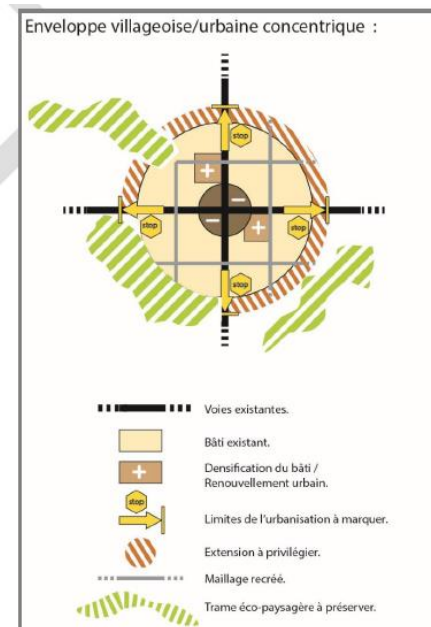 Enveloppe villageoise/urbaine concentrique :
stop
+
−
stop
−
+
stop
stop
Voies existantes.
Bâti existant.
+
Densification du bâti /
Renouvellement urbain.
stop
Limites de l'urbanisation à marquer.
Extension à privilégier.
Maillage recréé.
Trame éco-paysagère à préserver.